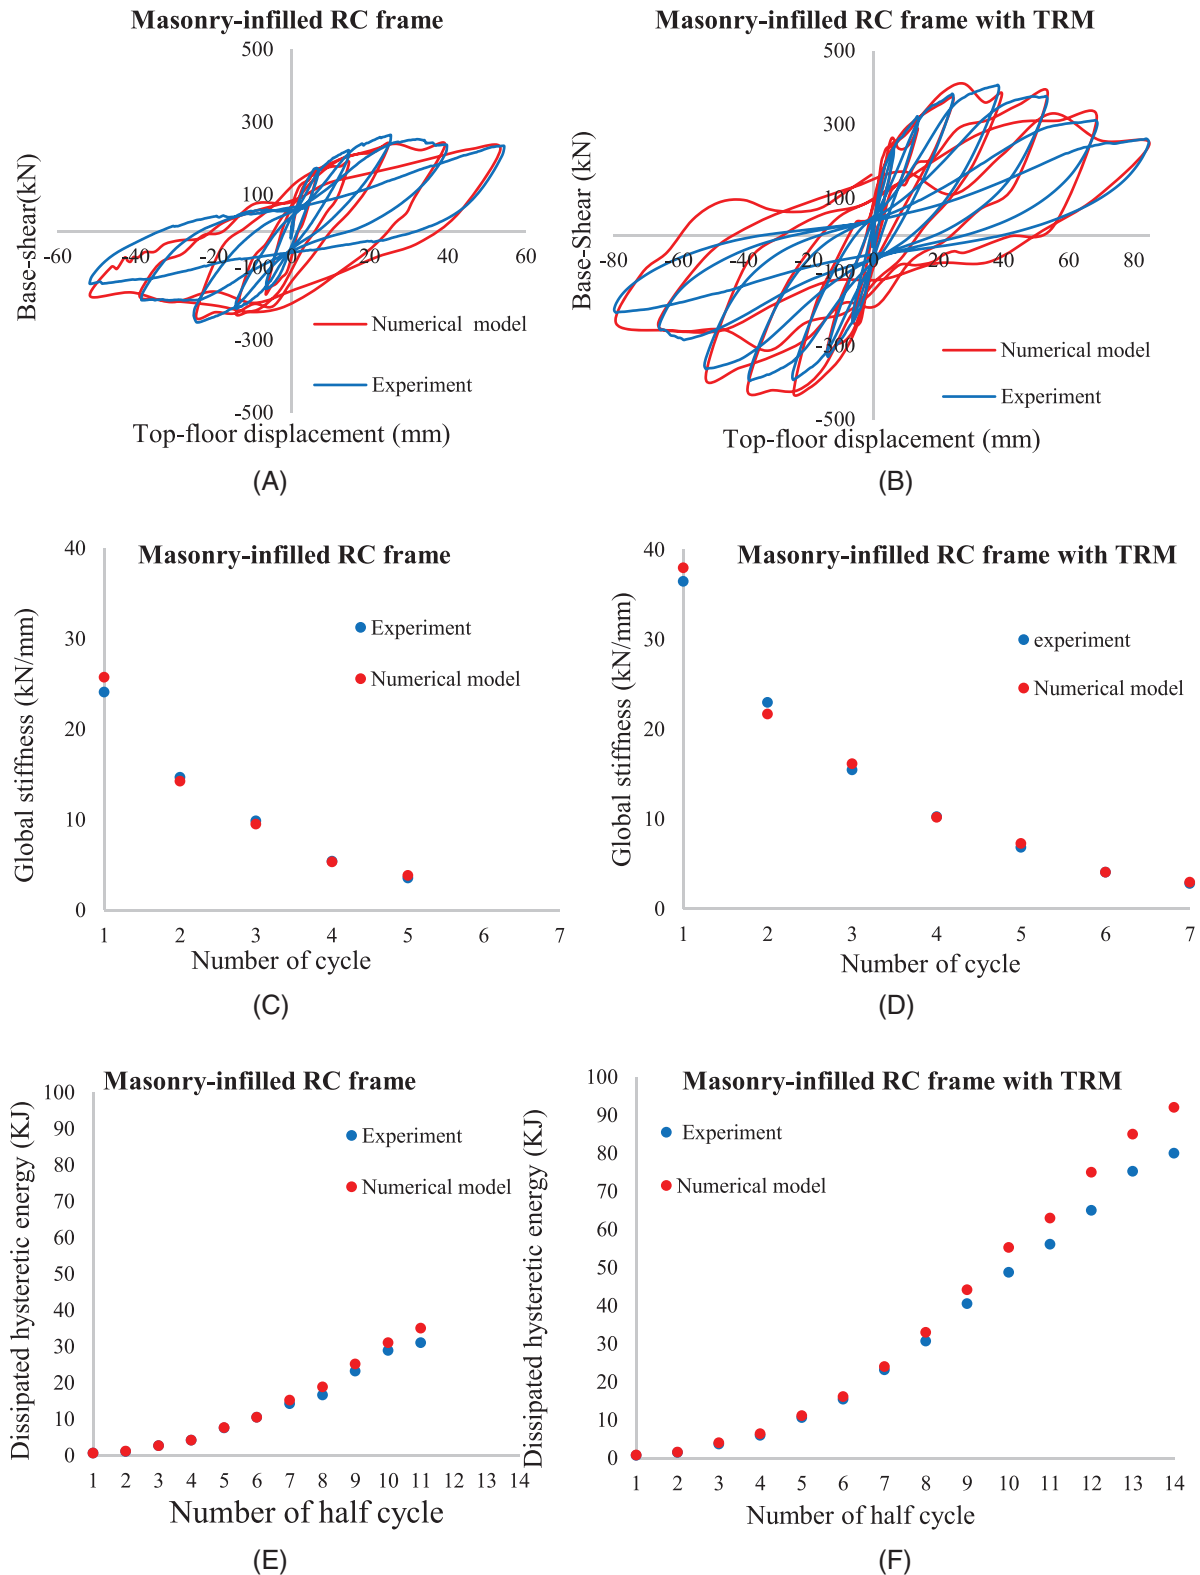 Masonry-infilled RC frame
500
300
100
-100
-300
-500
-60
-40
-20
0
20
40
60
Base-shear(kN)
Numerical model
Experiment
Top-floor displacement (mm)
(A)
Masonry-infilled RC frame with TRM
500
300
100
-100
-300
-500
-80
-60
-40
-20
0
20
40
60
80
Base-Shear (kN)
Numerical model
Experiment
Top-floor displacement (mm)
(B)
Masonry-infilled RC frame
40
30
20
10
0
Global stiffness (kN/mm)
Experiment
Numerical model
1 2 3 4 5 6 7
Number of cycle
(C)
Masonry-infilled RC frame with TRM
40
30
20
10
0
Global stiffness (kN/mm)
experiment
Numerical model
1 2 3 4 5 6 7
Number of cycle
(D)
Masonry-infilled RC frame
100
90
80
70
60
50
40
30
20
10
0
Dissipated hysteretic energy (KJ)
Experiment
Numerical model
1 2 3 4 5 6 7 8 9 10 11 12 13 14
Number of half cycle
(E)
Masonry-infilled RC frame with TRM
100
90
80
70
60
50
40
30
20
10
0
Dissipated hysteretic energy (KJ)
Experiment
Numerical model
1 2 3 4 5 6 7 8 9 10 11 12 13 14
Number of half cycle
(F)